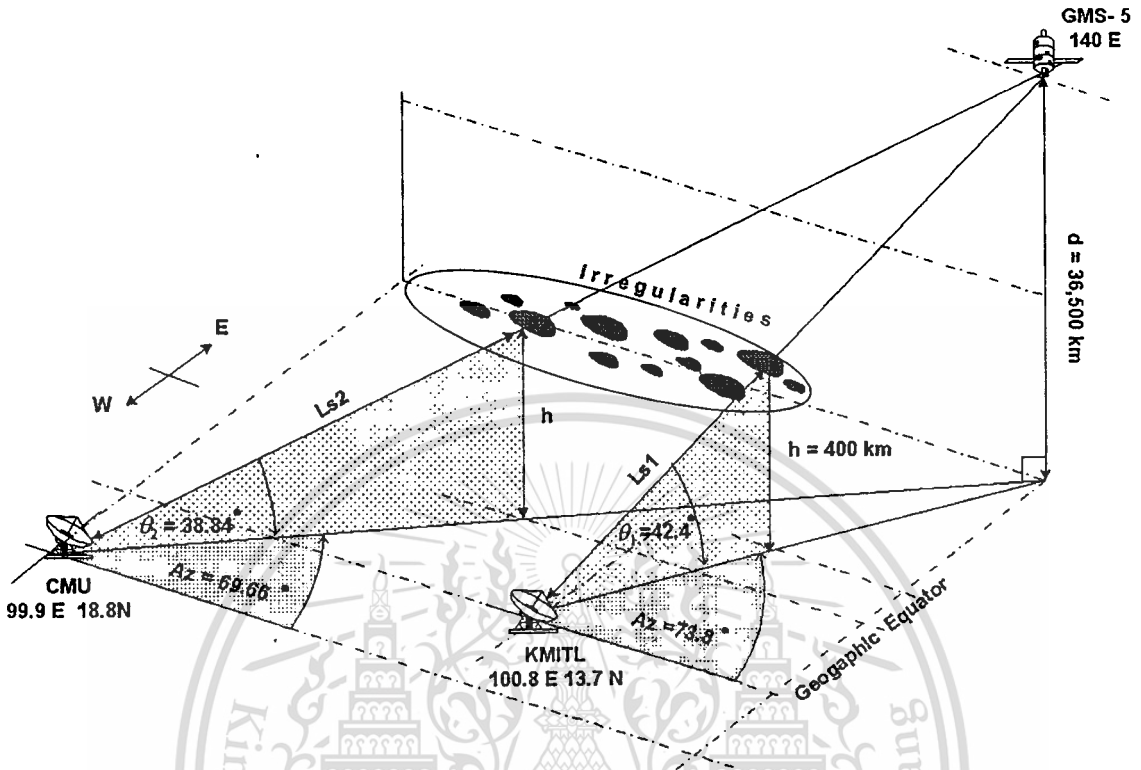 GMS- 5
140 E
Irregularities
d = 36,500 km
E
W
Ls2
h
Ls1
h = 400 km
θ₂ = 38.84°
θ₁ =42.4°
Az = 69.66°
CMU
99.9 E 18.8N
Az =73.8°
KMITL
100.8 E 13.7 N
Geogaphic Equator